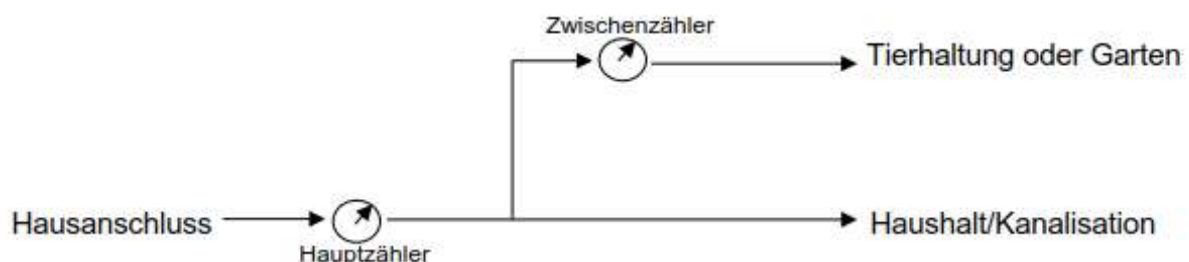 Zwischenzähler
Tierhaltung oder Garten
Hausanschluss
Haushalt/Kanalisation
Hauptzähler